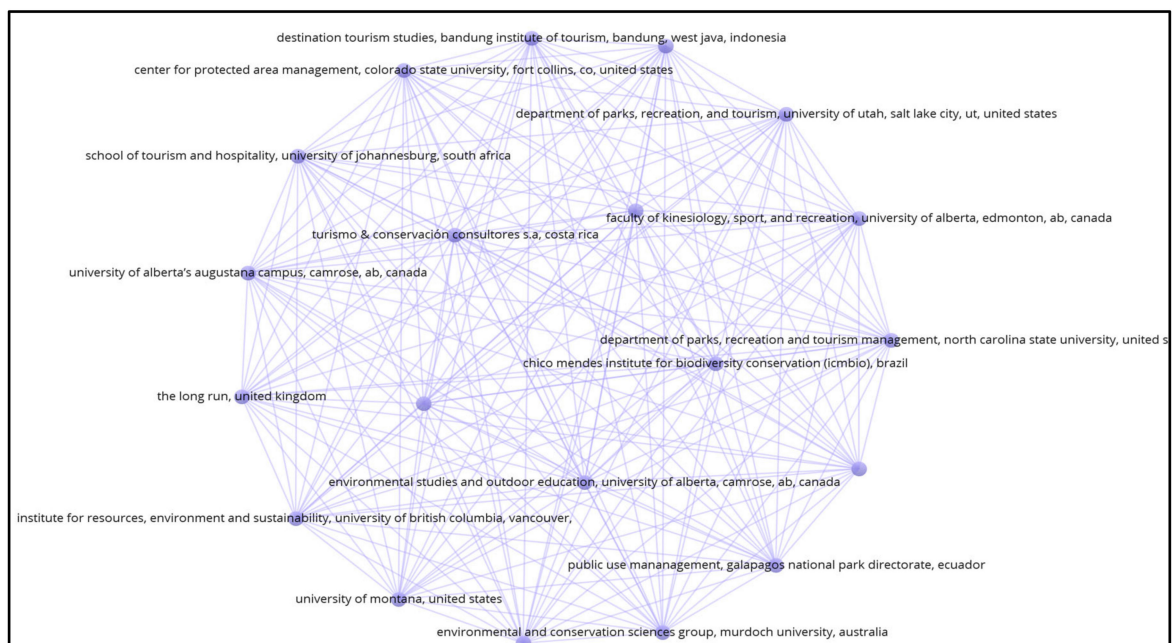 destination tourism studies, bandung institute of tourism, bandung, west java, indonesia
center for protected area management, colorado state university, fort collins, co, united states
department of parks, recreation, and tourism, university of utah, salt lake city, ut, united states
school of tourism and hospitality, university of johannesburg, south africa
faculty of kinesiology, sport, and recreation, university of alberta, edmonton, ab, canada
turismo & conservación consultores s.a, costa rica
university of alberta's augustana campus, camrose, ab, canada
department of parks, recreation and tourism management, north carolina state university, united s
chico mendes institute for biodiversity conservation (icmbio), brazil
the long run, united kingdom
environmental studies and outdoor education, university of alberta, camrose, ab, canada
institute for resources, environment and sustainability, university of british columbia, vancouver,
public use mananagement, galapagos national park directorate, ecuador
university of montana, united states
environmental and conservation sciences group, murdoch university, australia